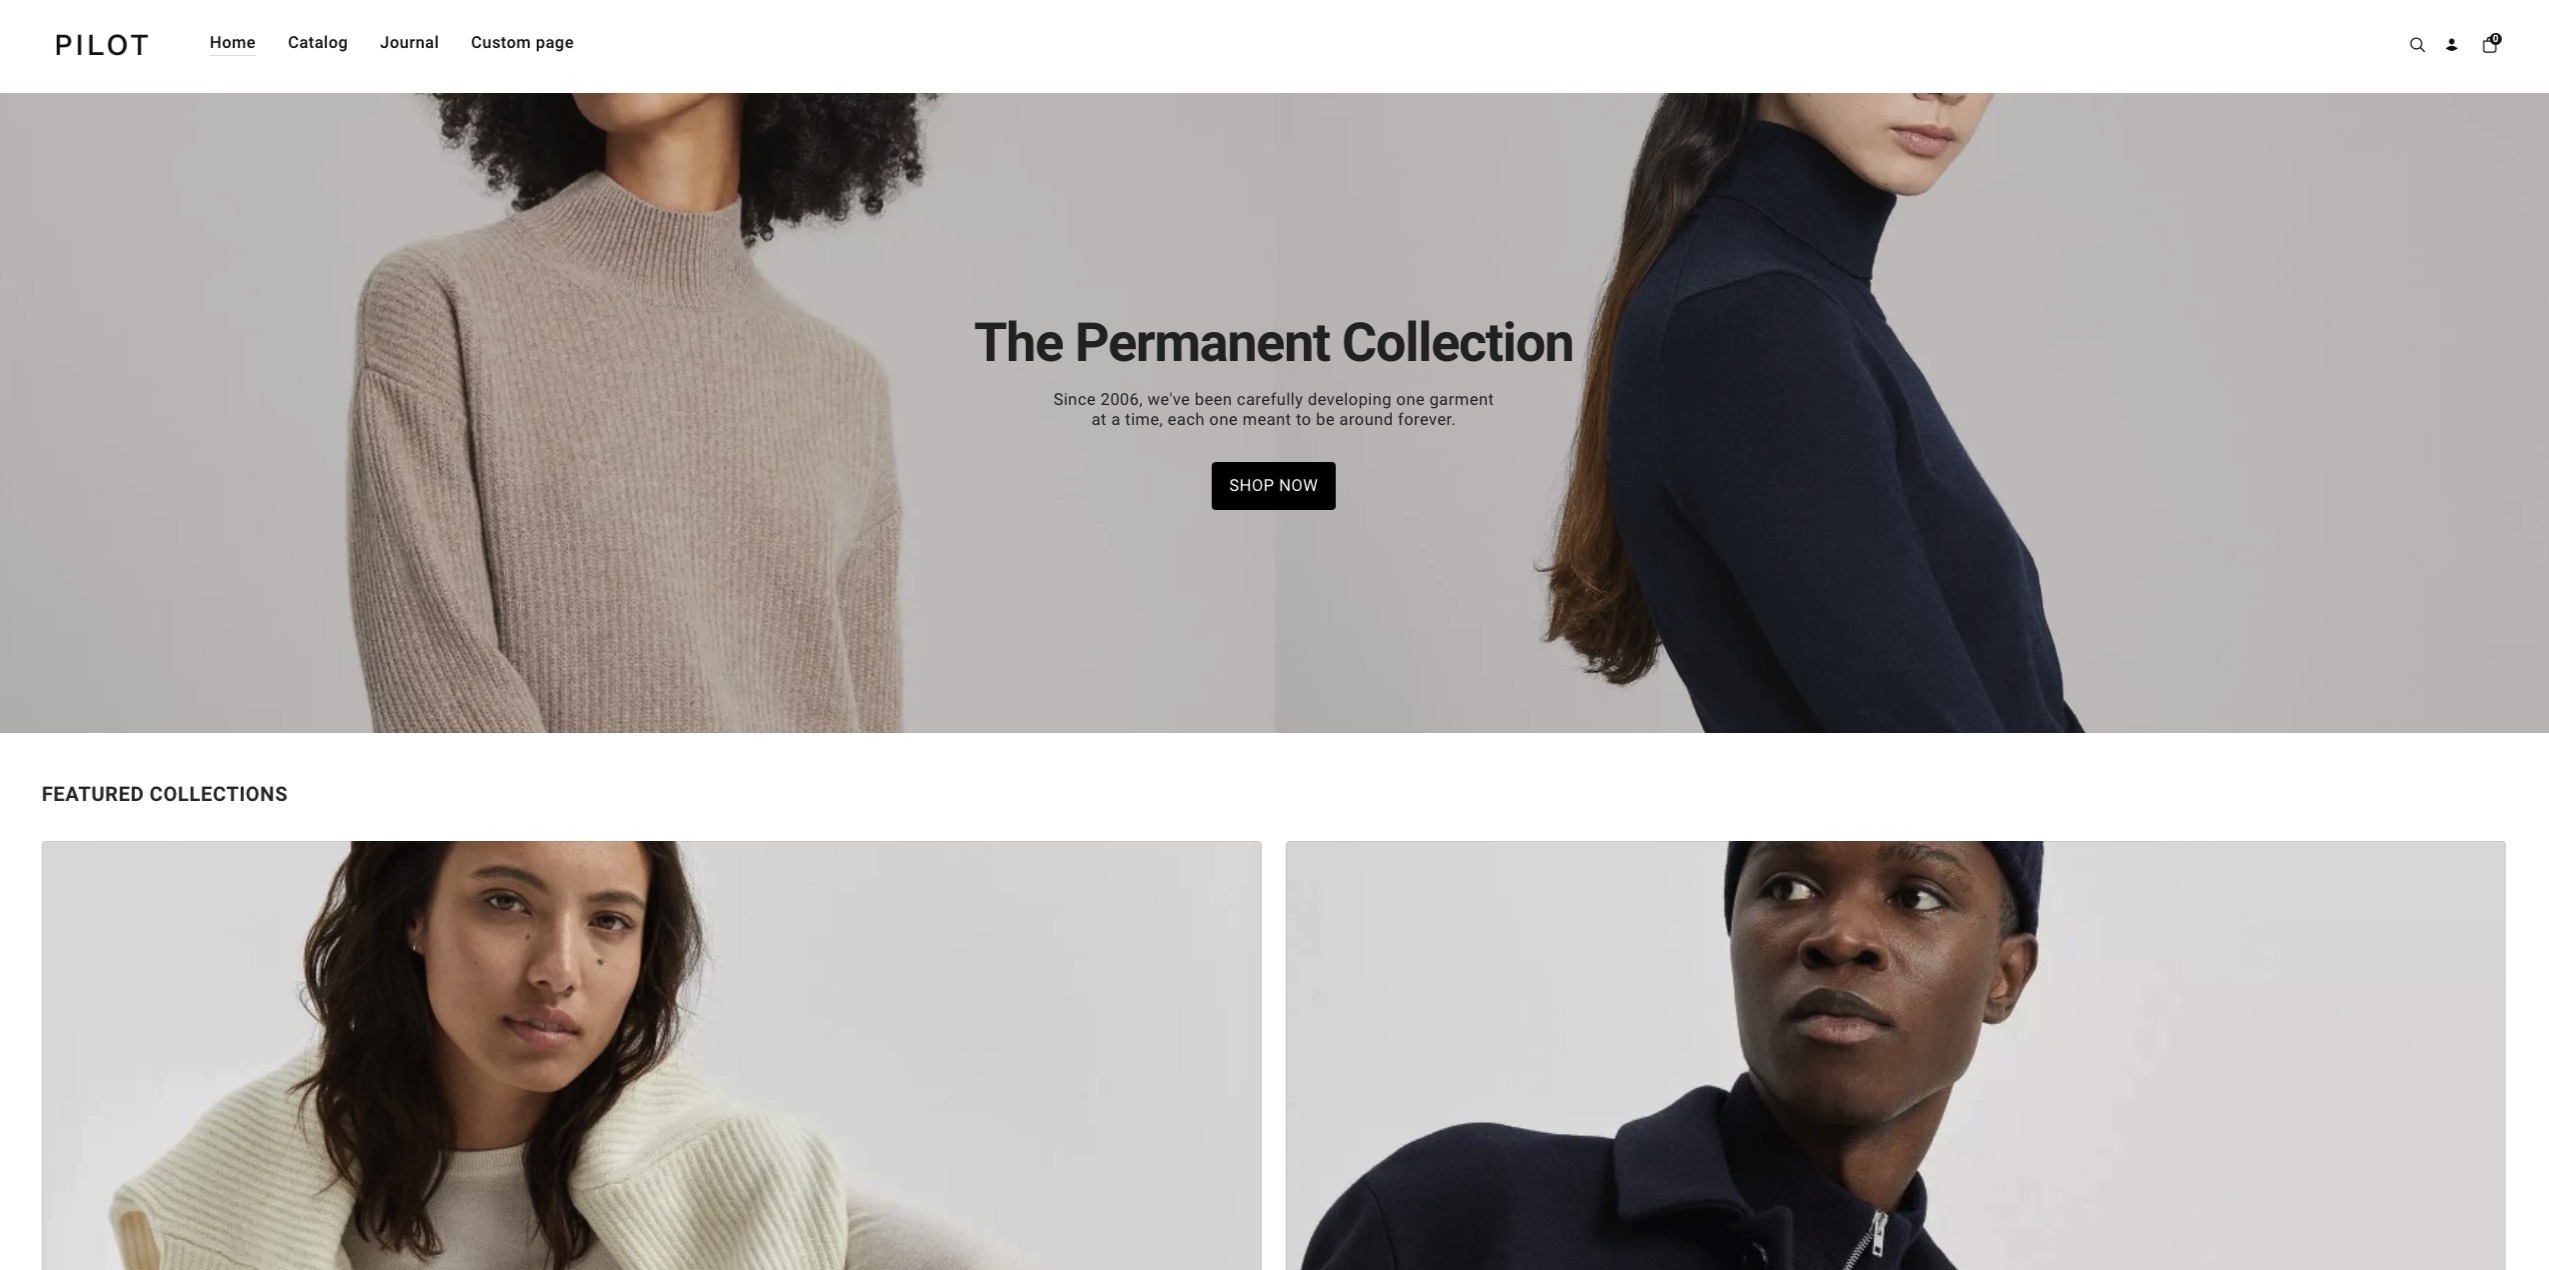 PILOT
Home
Catalog
Journal
Custom page
0
The Permanent Collection
Since 2006, we've been carefully developing one garment
at a time, each one meant to be around forever.
SHOP NOW
FEATURED COLLECTIONS